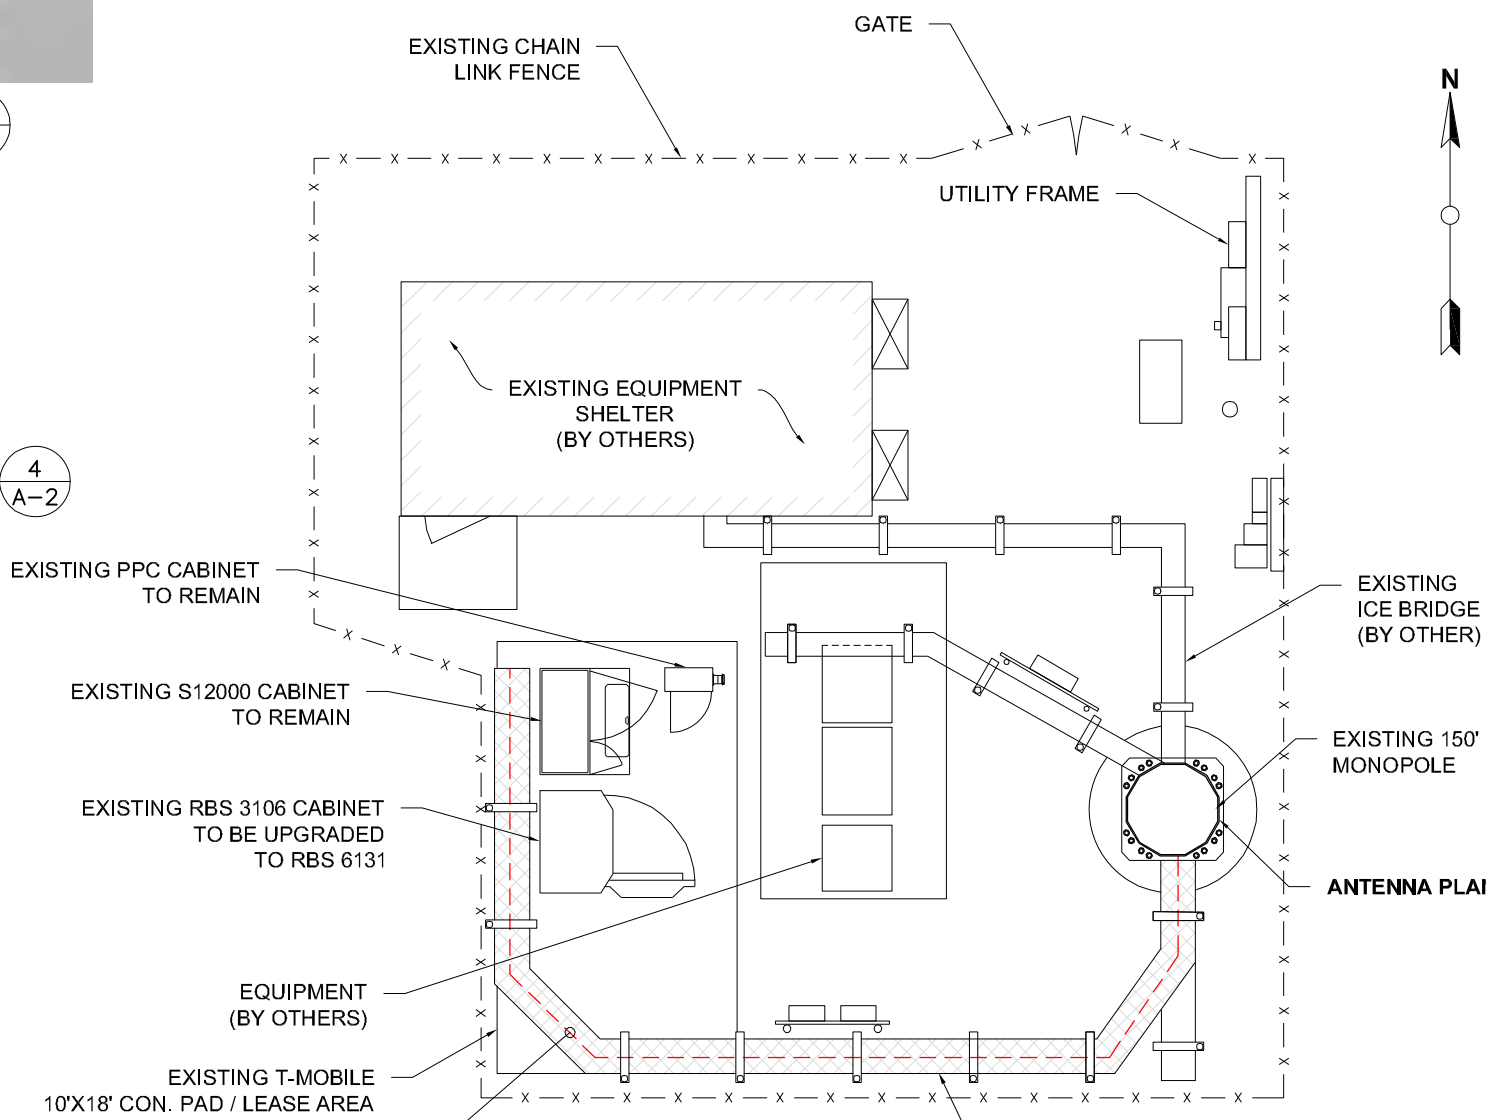 GATE
EXISTING CHAIN
LINK FENCE
N
UTILITY FRAME
EXISTING EQUIPMENT
SHELTER
(BY OTHERS)
4
A-2
EXISTING PPC CABINET
TO REMAIN
EXISTING
ICE BRIDGE
(BY OTHER)
EXISTING S12000 CABINET
TO REMAIN
EXISTING 150'
MONOPOLE
EXISTING RBS 3106 CABINET
TO BE UPGRADED
TO RBS 6131
ANTENNA PLAN
EQUIPMENT
(BY OTHERS)
EXISTING T-MOBILE
10'X18' CON. PAD / LEASE AREA